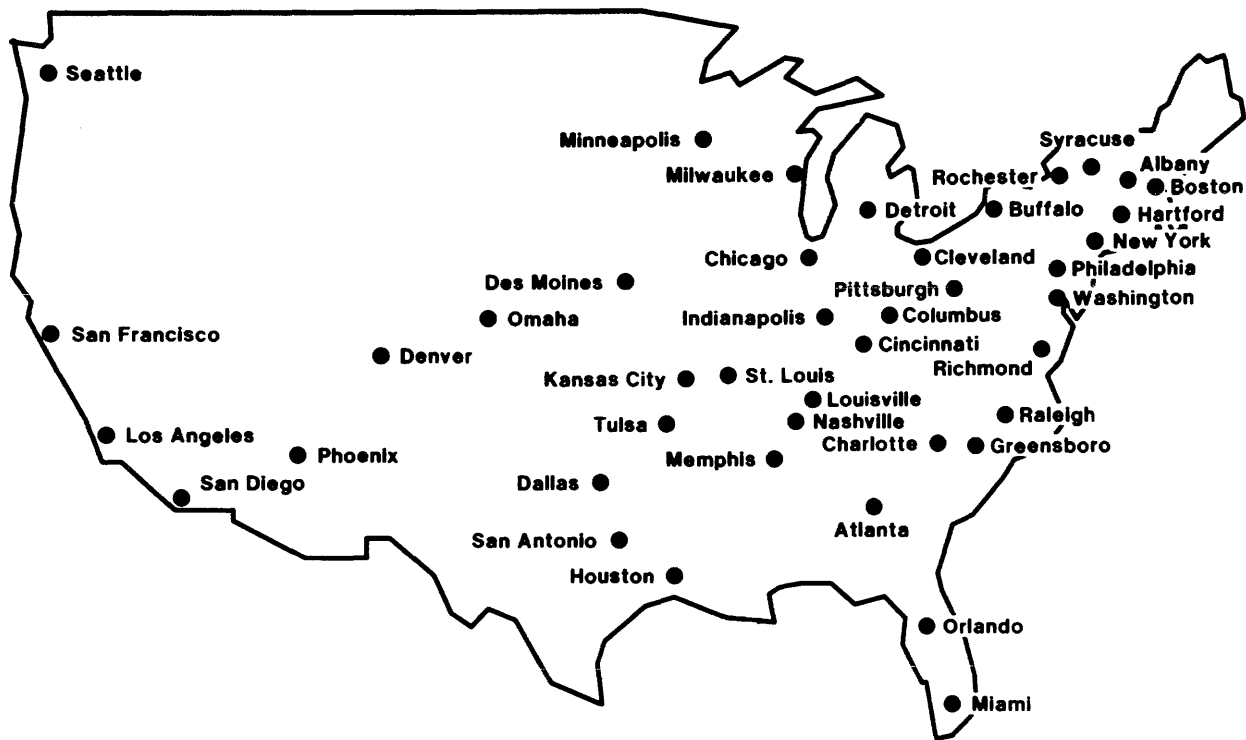 Seattle
Minneapolis
Syracuse
Albany
Milwaukee
Rochester
Boston
Detroit
Buffalo
Hartford
New York
Chicago
Cleveland
Philadelphia
Des Moines
Pittsburgh
Washington
Omaha
Indianapolis
Columbus
San Francisco
Cincinnati
Denver
Richmond
Kansas City
St. Louis
Louisville
Raleigh
Tulsa
Nashville
Los Angeles
Charlotte
Greensboro
Phoenix
Memphis
San Diego
Dallas
Atlanta
San Antonio
Houston
Orlando
Miami